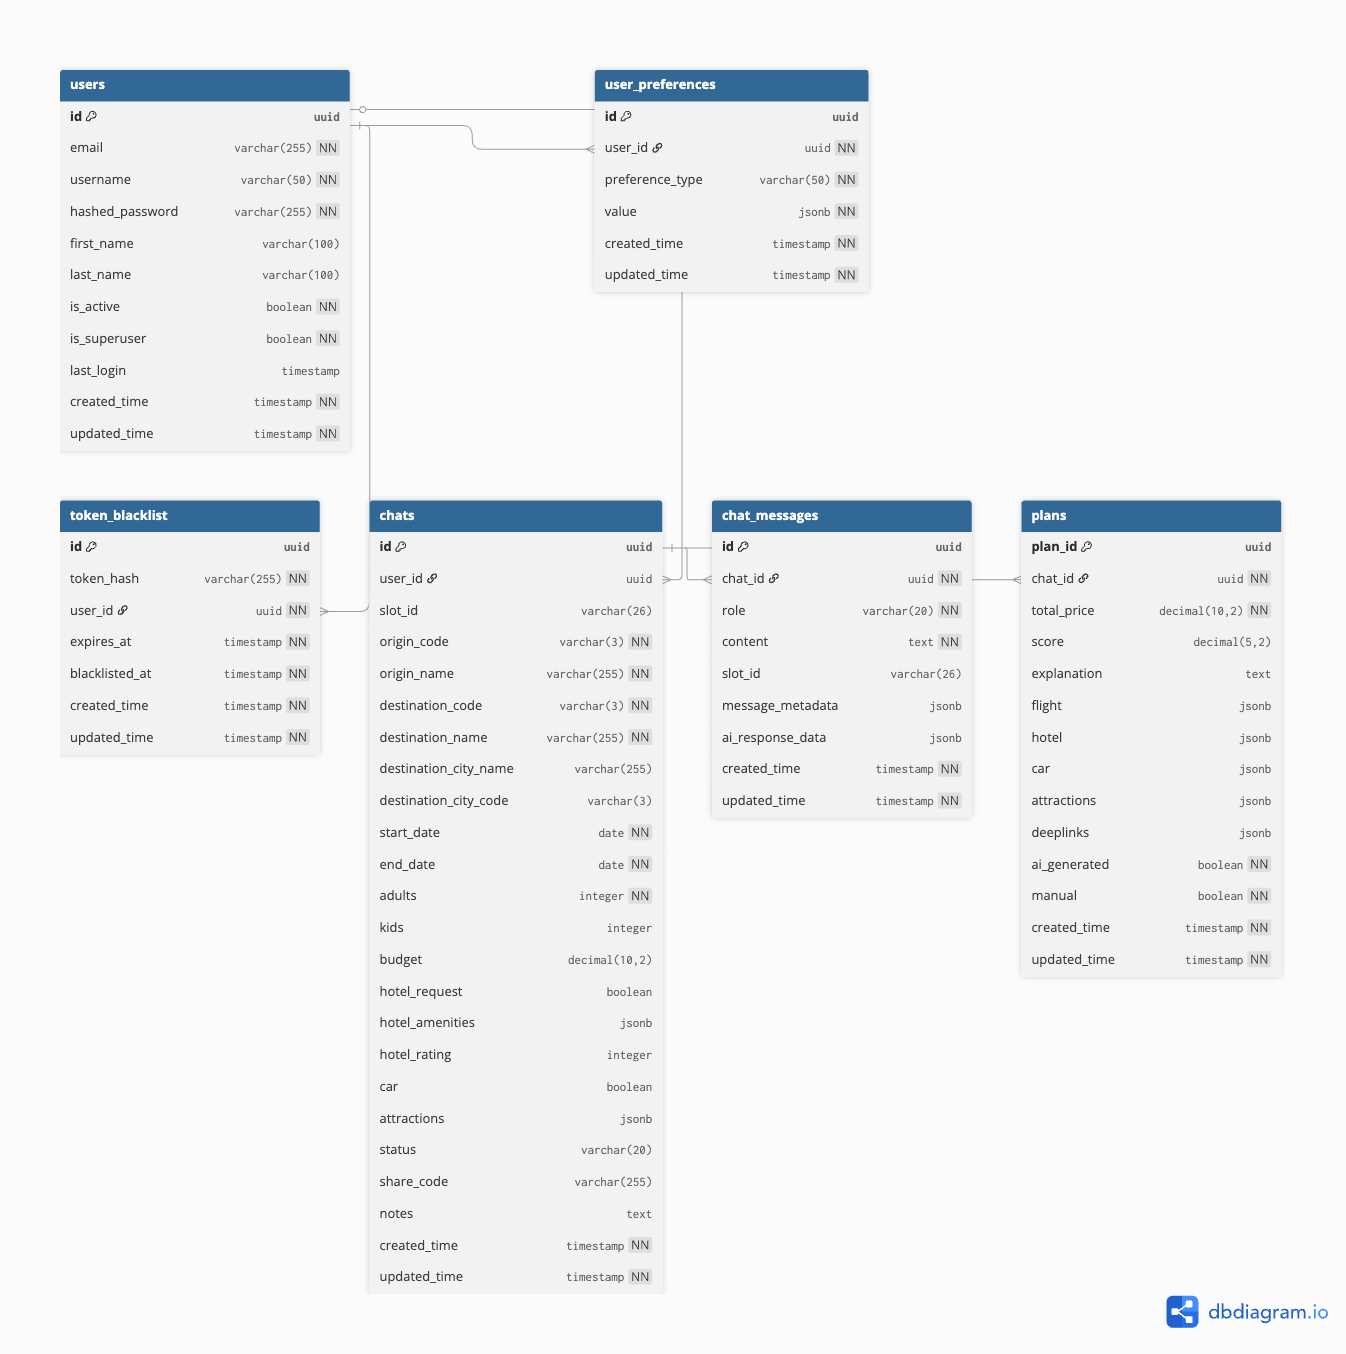 users
id uuid
email varchar(255) NN
username varchar(50) NN
hashed_password varchar(255) NN
first_name varchar(100)
last_name varchar(100)
is_active boolean NN
is_superuser boolean NN
last_login timestamp
created_time timestamp NN
updated_time timestamp NN
user_preferences
id uuid
user_id uuid NN
preference_type varchar(50) NN
value jsonb NN
created_time timestamp NN
updated_time timestamp NN
token_blacklist
id uuid
token_hash varchar(255) NN
user_id uuid NN
expires_at timestamp NN
blacklisted_at timestamp NN
created_time timestamp NN
updated_time timestamp NN
chats
id uuid
user_id uuid
slot_id varchar(26)
origin_code varchar(3) NN
origin_name varchar(255) NN
destination_code varchar(3) NN
destination_name varchar(255) NN
destination_city_name varchar(255)
destination_city_code varchar(3)
start_date date NN
end_date date NN
adults integer NN
kids integer
budget decimal(10,2)
hotel_request boolean
hotel_amenities jsonb
hotel_rating integer
car boolean
attractions jsonb
status varchar(20)
share_code varchar(255)
notes text
created_time timestamp NN
updated_time timestamp NN
chat_messages
id uuid
chat_id uuid NN
role varchar(20) NN
content text NN
slot_id varchar(26)
message_metadata jsonb
ai_response_data jsonb
created_time timestamp NN
updated_time timestamp NN
plans
plan_id uuid
chat_id uuid NN
total_price decimal(10,2) NN
score decimal(5,2)
explanation text
flight jsonb
hotel jsonb
car jsonb
attractions jsonb
deeplinks jsonb
ai_generated boolean NN
manual boolean NN
created_time timestamp NN
updated_time timestamp NN
dbdiagram.io